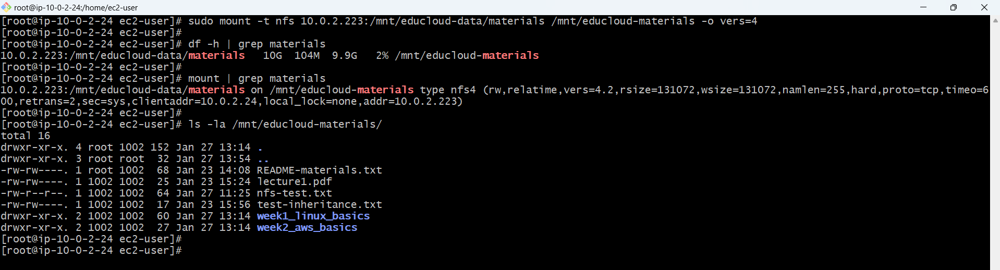 root@ip-10-0-2-24:/home/ec2-user
[root@ip-10-0-2-24 ec2-user]# sudo mount -t nfs 10.0.2.223:/mnt/educloud-data/materials /mnt/educloud-materials -o vers=4
[root@ip-10-0-2-24 ec2-user]#
[root@ip-10-0-2-24 ec2-user]# df -h | grep materials
10.0.2.223:/mnt/educloud-data/materials   10G  104M  9.9G   2% /mnt/educloud-materials
[root@ip-10-0-2-24 ec2-user]#
[root@ip-10-0-2-24 ec2-user]# mount | grep materials
10.0.2.223:/mnt/educloud-data/materials on /mnt/educloud-materials type nfs4 (rw,relatime,vers=4.2,rsize=131072,wsize=131072,namlen=255,hard,proto=tcp,timeo=6
00,retrans=2,sec=sys,clientaddr=10.0.2.24,local_lock=none,addr=10.0.2.223)
[root@ip-10-0-2-24 ec2-user]#
[root@ip-10-0-2-24 ec2-user]# ls -la /mnt/educloud-materials/
total 16
drwxr-xr-x. 4 root 1002 152 Jan 27 13:14 .
drwxr-xr-x. 3 root root  32 Jan 27 13:54 ..
-rw-rw----. 1 root 1002  68 Jan 23 14:08 README-materials.txt
-rw-rw----. 1 1002 1002  25 Jan 23 15:24 lecture1.pdf
-rw-r--r--. 1 1002 1002  64 Jan 27 11:25 nfs-test.txt
-rw-rw----. 1 1002 1002  17 Jan 23 15:56 test-inheritance.txt
drwxr-xr-x. 2 1002 1002  60 Jan 27 13:14 week1_linux_basics
drwxr-xr-x. 2 1002 1002  27 Jan 27 13:14 week2_aws_basics
[root@ip-10-0-2-24 ec2-user]#
[root@ip-10-0-2-24 ec2-user]#